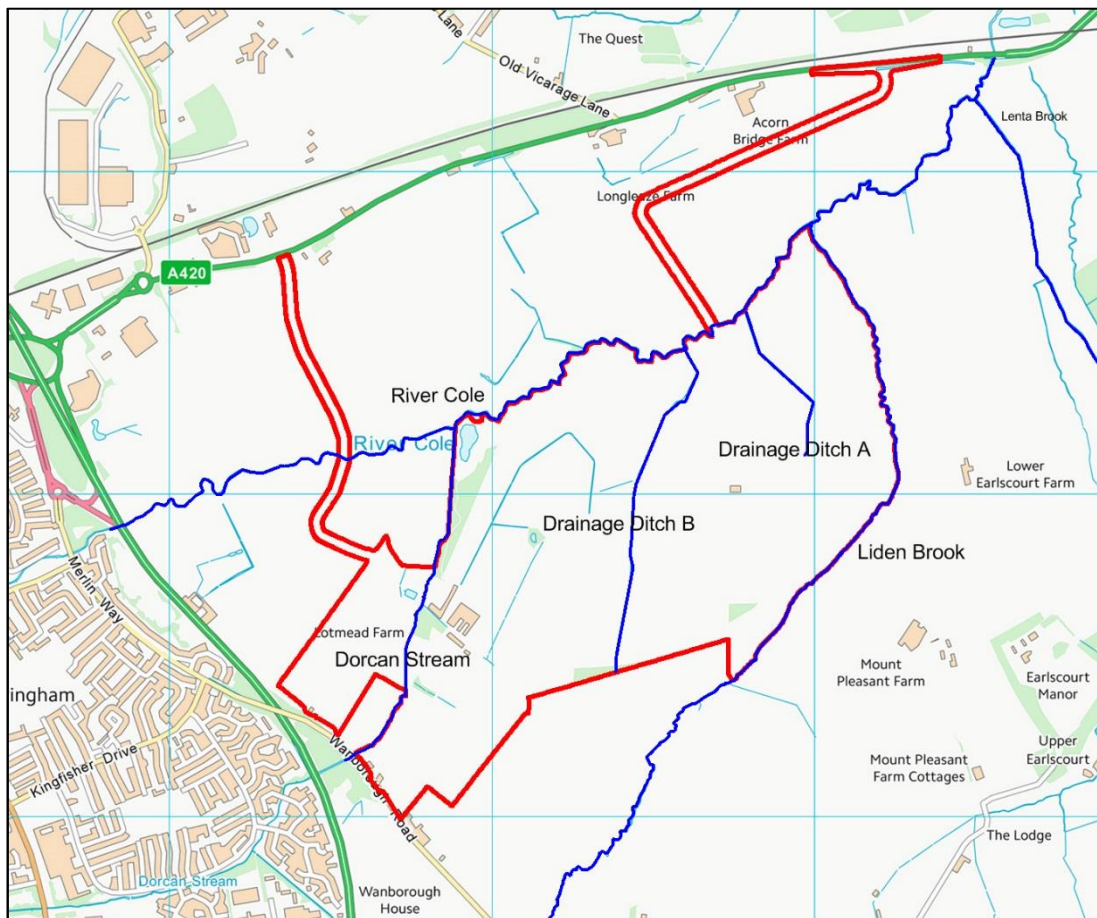 Lane
The Quest
Old Vicarage Lane
Acorn
Bridge Farm
Lenta Brook
Longleaze Farm
A420
River Cole
River Cole
Drainage Ditch A
Lower
Earlscourt Farm
Drainage Ditch B
Liden Brook
Merlin Way
Lotmead Farm
Dorcan Stream
Mount
Pleasant Farm
Earlscourt
Manor
ingham
Kingfisher Drive
Wanborough Road
Upper
Earlscourt
Mount Pleasant
Farm Cottages
The Lodge
Dorcan Stream
Wanborough
House